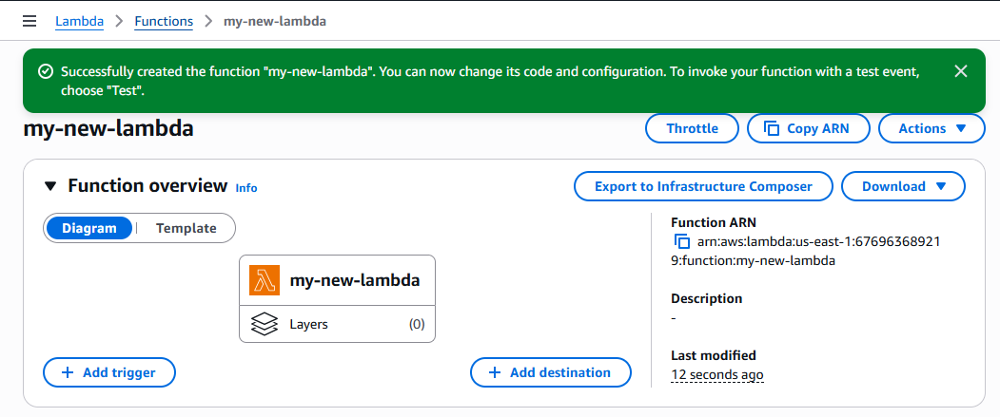 Lambda > Functions > my-new-lambda
Successfully created the function "my-new-lambda". You can now change its code and configuration. To invoke your function with a test event,
choose "Test".
my-new-lambda
Throttle
Copy ARN
Actions
Function overview Info
Export to Infrastructure Composer
Download
Diagram
Template
my-new-lambda
Layers (0)
Add trigger
Add destination
Function ARN
arn:aws:lambda:us-east-1:67696368921
9:function:my-new-lambda
Description
-
Last modified
12 seconds ago